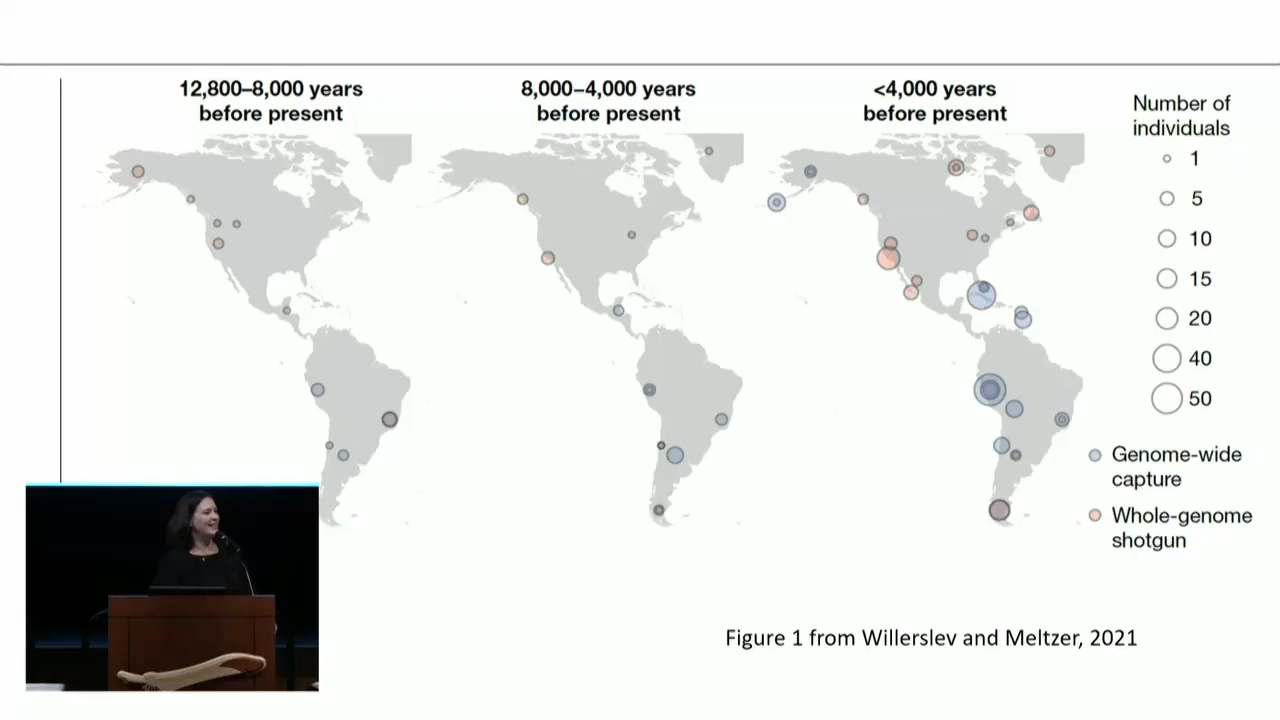 12,800–8,000 years
before present
8,000–4,000 years
before present
<4,000 years
before present
Number of
individuals
1
5
10
15
20
40
50
Genome-wide
capture
Whole-genome
shotgun
Figure 1 from Willerslev and Meltzer, 2021